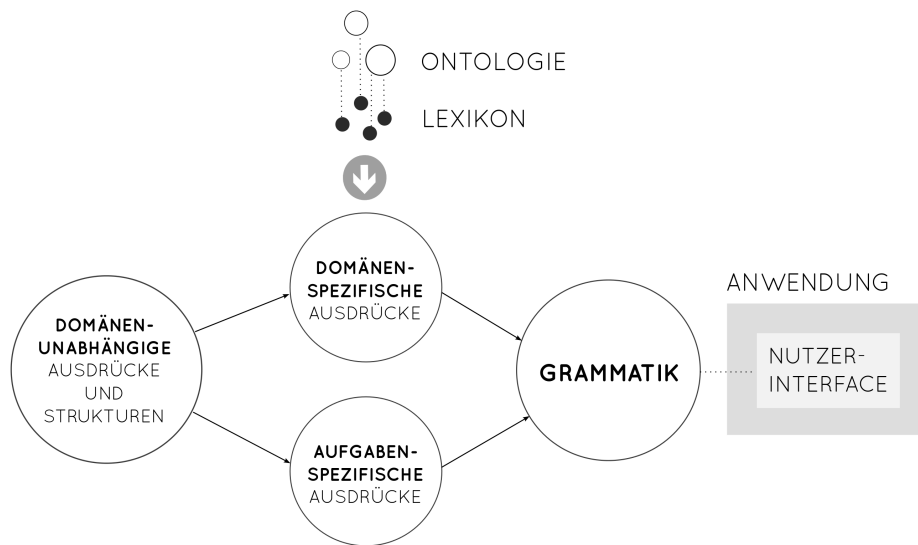 ONTOLOGIE
LEXIKON
DOMÄNEN-
SPEZIFISCHE
AUSDRÜCKE
DOMÄNEN-
UNABHÄNGIGE
AUSDRÜCKE
UND
STRUKTUREN
AUFGABEN-
SPEZIFISCHE
AUSDRÜCKE
GRAMMATIK
ANWENDUNG
NUTZER-
INTERFACE